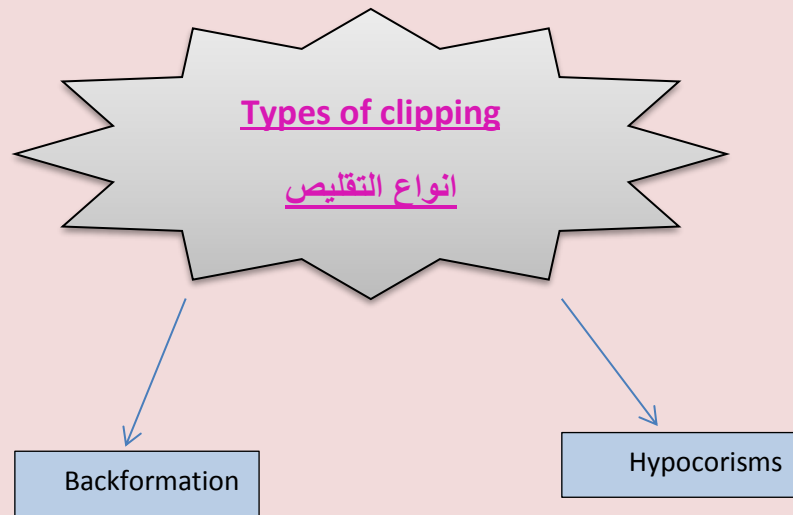 Types of clipping
انواع التقليص
Backformation
Hypocorisms